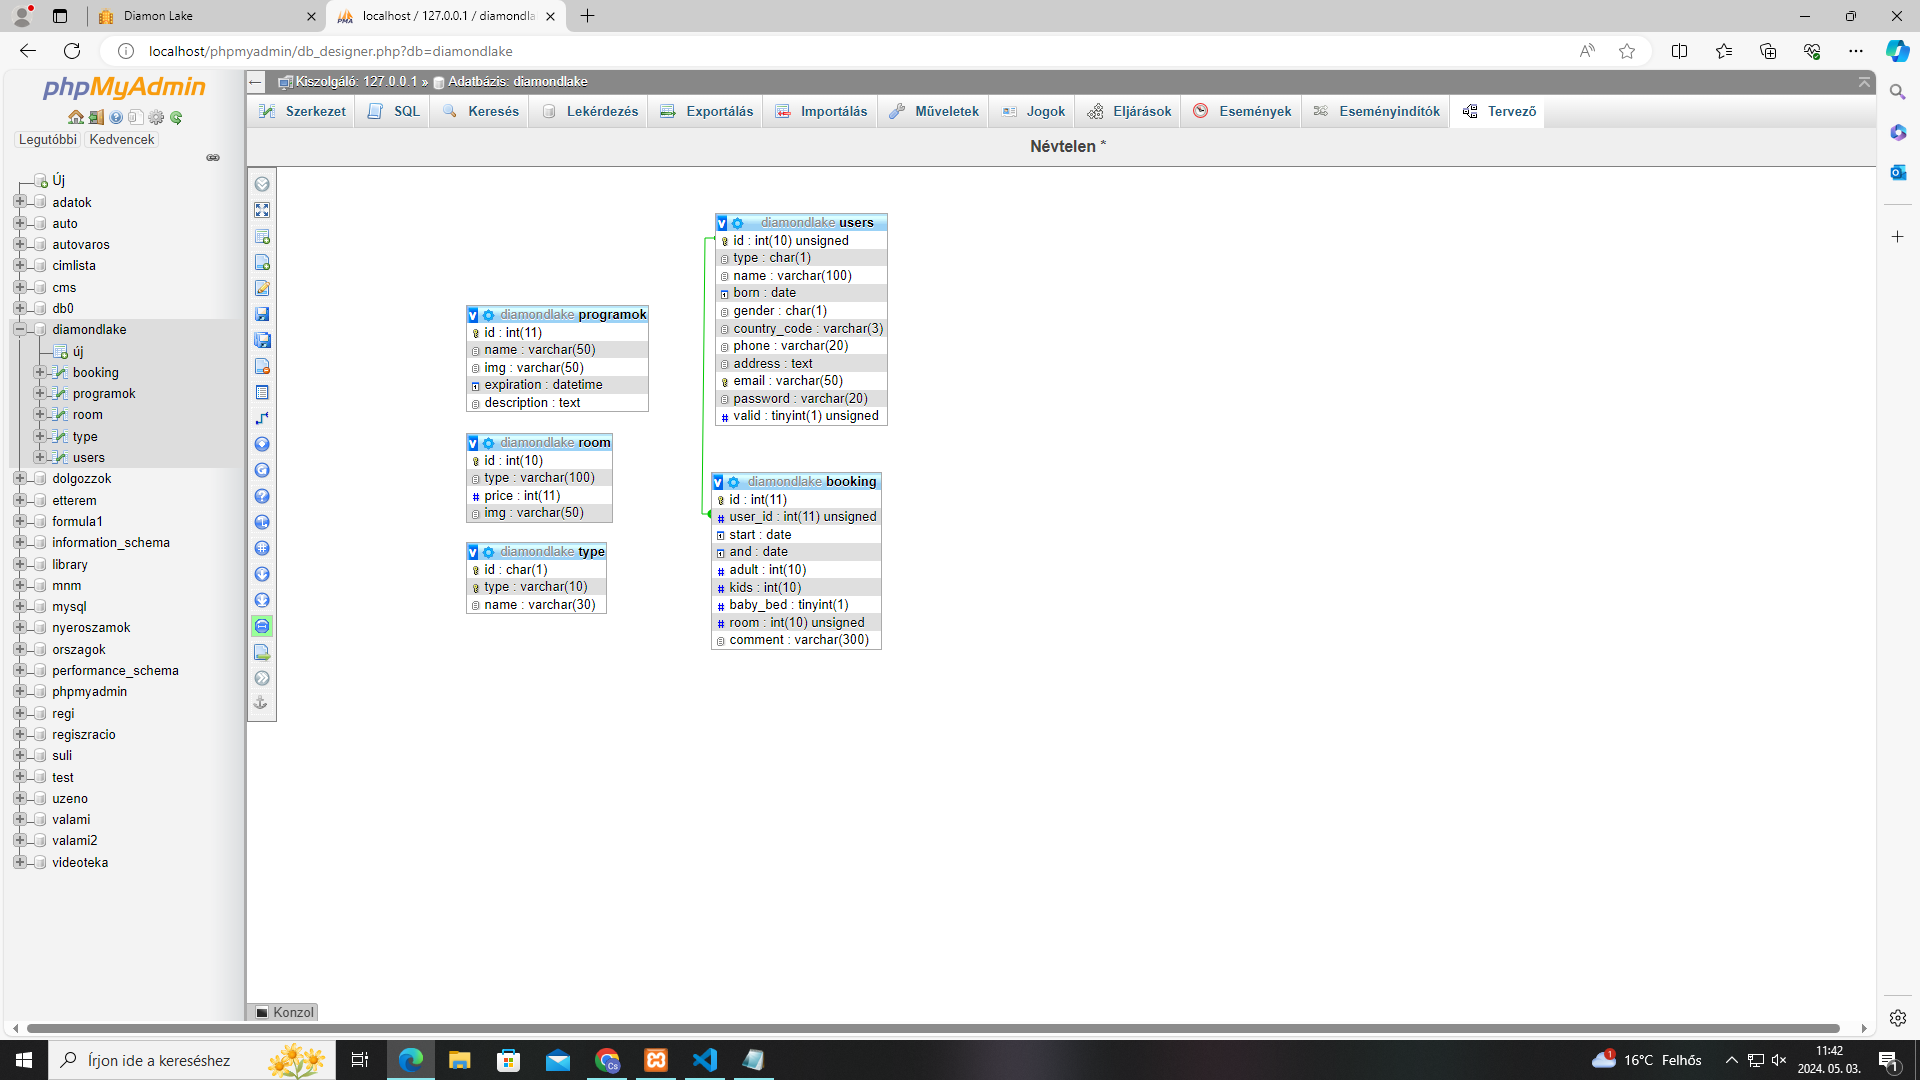 Diamon Lake
localhost / 127.0.0.1 / diamondla
localhost/phpmyadmin/db_designer.php?db=diamondlake
phpMyAdmin
Legutóbbi Kedvencek
Új
adatok
auto
autovaros
cimlista
cms
db0
diamondlake
új
booking
programok
room
type
users
dolgozzok
etterem
formula1
information_schema
library
mnm
mysql
nyeroszamok
orszagok
performance_schema
phpmyadmin
regi
regiszracio
suli
test
uzeno
valami
valami2
videoteka
Kiszolgáló: 127.0.0.1 » Adatbázis: diamondlake
Szerkezet SQL Keresés Lekérdezés Exportálás Importálás Műveletek Jogok Eljárások Események Eseményindítók Tervező
Névtelen *
v diamondlake users
id : int(10) unsigned
type : char(1)
name : varchar(100)
born : date
gender : char(1)
country_code : varchar(3)
phone : varchar(20)
address : text
email : varchar(50)
password : varchar(20)
# valid : tinyint(1) unsigned
v diamondlake programok
id : int(11)
name : varchar(50)
img : varchar(50)
expiration : datetime
description : text
v diamondlake room
id : int(10)
type : varchar(100)
# price : int(11)
img : varchar(50)
v diamondlake type
id : char(1)
type : varchar(10)
name : varchar(30)
v diamondlake booking
id : int(11)
# user_id : int(11) unsigned
start : date
and : date
# adult : int(10)
# kids : int(10)
# baby_bed : tinyint(1)
# room : int(10) unsigned
comment : varchar(300)
Konzol
Írjon ide a kereséshez
16°C Felhős
11:42
2024. 05. 03.